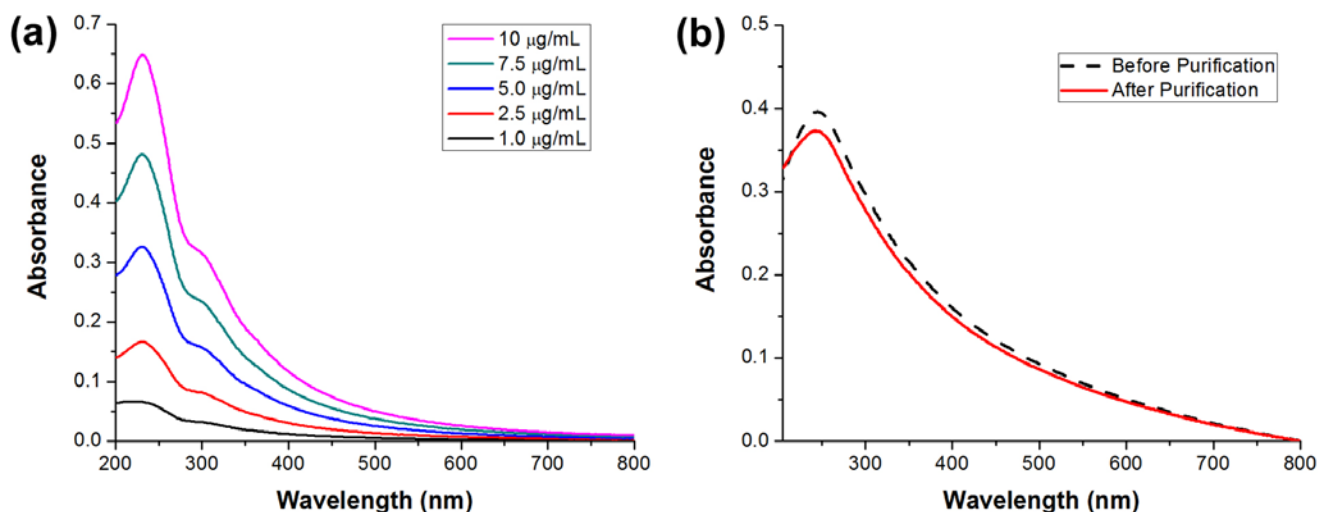 (a)
0.7
0.6
0.5
0.4
0.3
0.2
0.1
0.0
Absorbance
200 300 400 500 600 700 800
Wavelength (nm)
10 μg/mL
7.5 μg/mL
5.0 μg/mL
2.5 μg/mL
1.0 μg/mL
(b)
0.5
0.4
0.3
0.2
0.1
0.0
Absorbance
300 400 500 600 700 800
Wavelength (nm)
Before Purification
After Purification